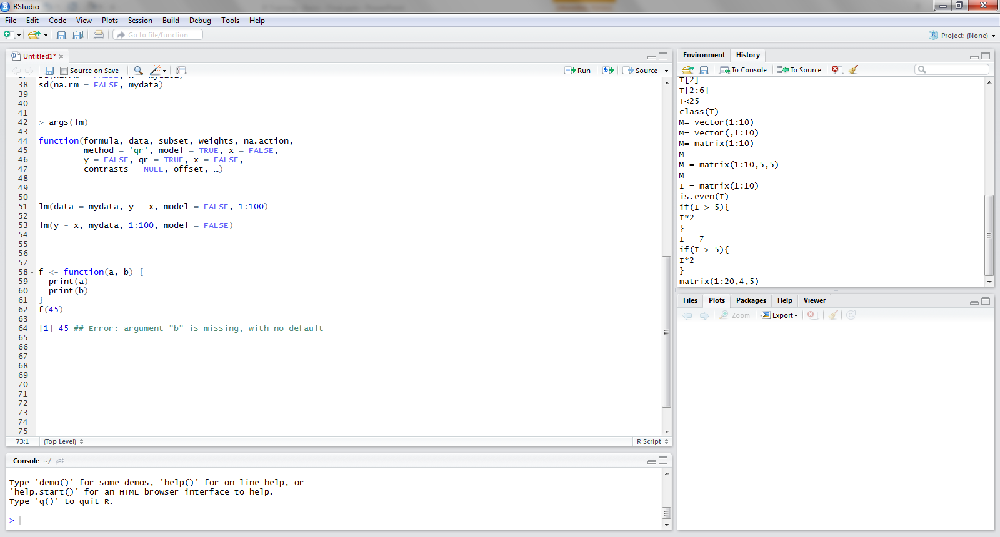 RStudio
File Edit Code View Plots Session Build Debug Tools Help
Go to file/function
Project: (None)
Untitled1*
Source on Save
Run
Source
38 sd(na.rm = FALSE, mydata)
39
40
41
42 > args(lm)
43
44 function(formula, data, subset, weights, na.action,
45 method = 'qr', model = TRUE, x = FALSE,
46 y = FALSE, qr = TRUE, x = FALSE,
47 contrasts = NULL, offset, …)
48
49
50
51 lm(data = mydata, y - x, model = FALSE, 1:100)
52
53 lm(y - x, mydata, 1:100, model = FALSE)
54
55
56
57
58 f <- function(a, b) {
59 print(a)
60 print(b)
61 }
62 f(45)
63
64 [1] 45 ## Error: argument "b" is missing, with no default
65
66
67
68
69
70
71
72
73
74
75
73:1 (Top Level)
R Script
Console ~/
Type 'demo()' for some demos, 'help()' for on-line help, or
'help.start()' for an HTML browser interface to help.
Type 'q()' to quit R.
>
Environment History
To Console To Source
T[2]
T[2:6]
T<25
class(T)
M= vector(1:10)
M= vector(,1:10)
M= matrix(1:10)
M
M = matrix(1:10,5,5)
M
I = matrix(1:10)
is.even(I)
if(I > 5){
I*2
}
I = 7
if(I > 5){
I*2
}
matrix(1:20,4,5)
Files Plots Packages Help Viewer
Zoom Export